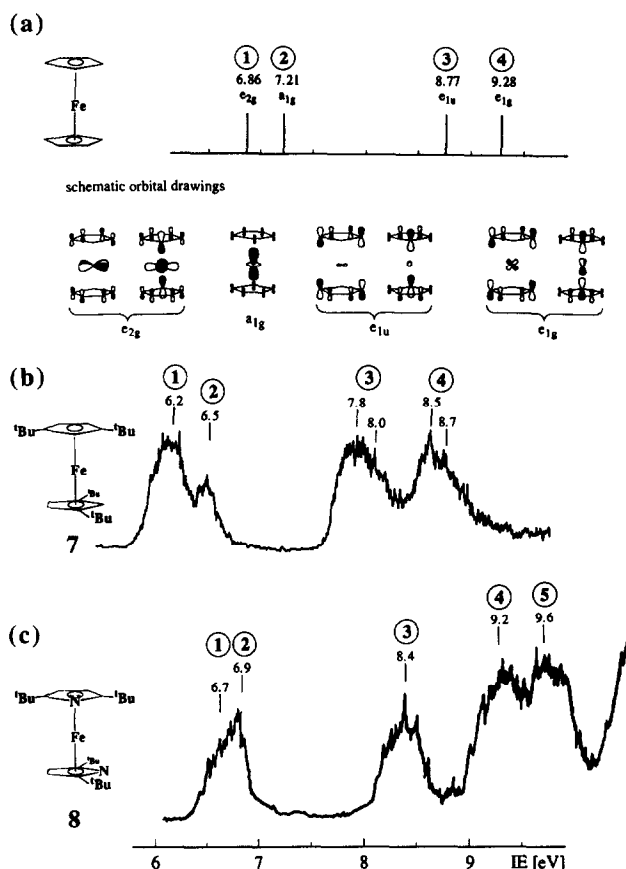 (a)
1 2 3 4
6.86 7.21 8.77 9.28
e2g a1g e1u e1g
Fe
schematic orbital drawings
e2g a1g e1u e1g
(b)
1 2 3 4
6.2 6.5 7.8 8.0 8.5 8.7
tBu tBu
Fe
tBu
tBu
7
(c)
1 2 3 4 5
6.7 6.9 8.4 9.2 9.6
tBu N tBu
Fe
tBu N
tBu
8
6 7 8 9 IE [eV]